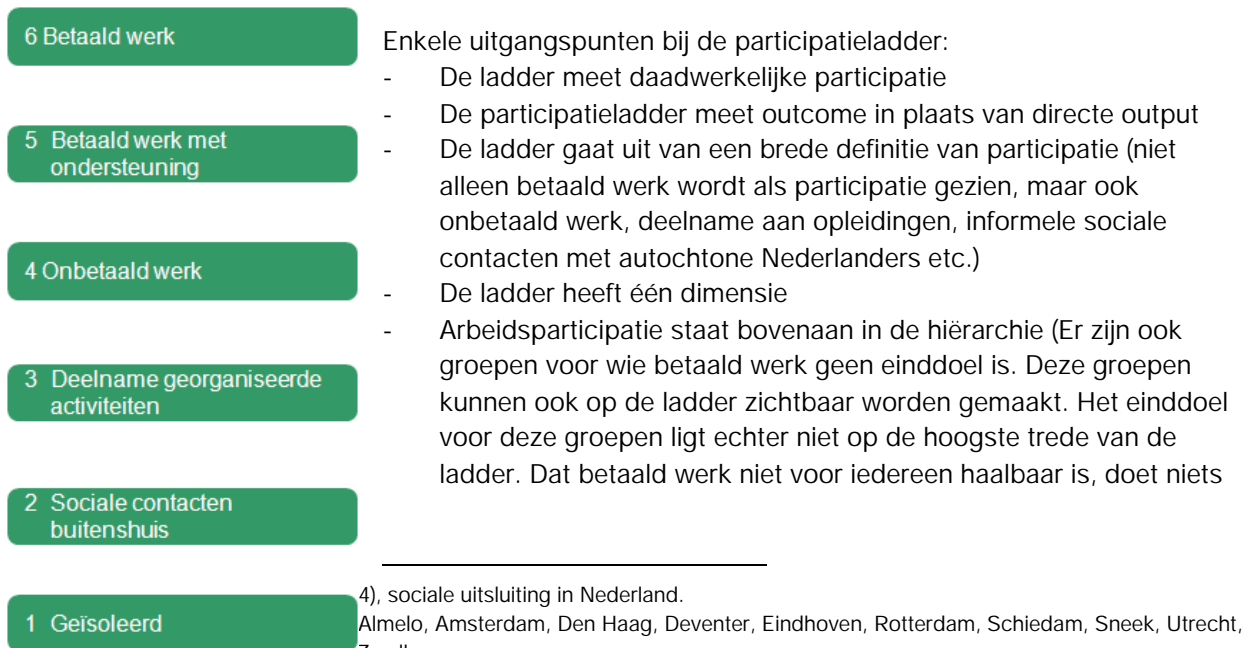 6 Betaald werk
5 Betaald werk met
ondersteuning
4 Onbetaald werk
3 Deelname georganiseerde
activiteiten
2 Sociale contacten
buitenshuis
1 Geïsoleerd
Enkele uitgangspunten bij de participatieladder:
- De ladder meet daadwerkelijke participatie
- De participatieladder meet outcome in plaats van directe output
- De ladder gaat uit van een brede definitie van participatie (niet
alleen betaald werk wordt als participatie gezien, maar ook
onbetaald werk, deelname aan opleidingen, informele sociale
contacten met autochtone Nederlanders etc.)
- De ladder heeft één dimensie
- Arbeidsparticipatie staat bovenaan in de hiërarchie (Er zijn ook
groepen voor wie betaald werk geen einddoel is. Deze groepen
kunnen ook op de ladder zichtbaar worden gemaakt. Het einddoel
voor deze groepen ligt echter niet op de hoogste trede van de
ladder. Dat betaald werk niet voor iedereen haalbaar is, doet niets
4), sociale uitsluiting in Nederland.
Almelo, Amsterdam, Den Haag, Deventer, Eindhoven, Rotterdam, Schiedam, Sneek, Utrecht,